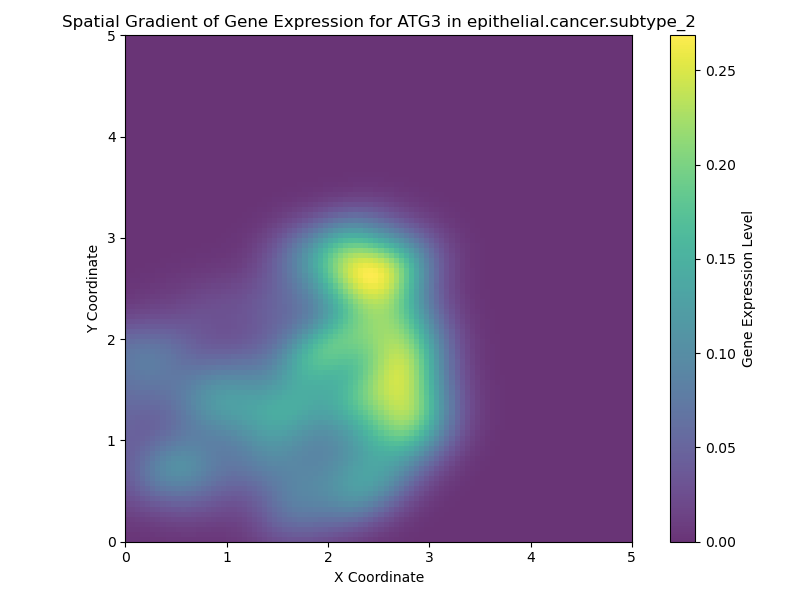 Spatial Gradient of Gene Expression for ATG3 in epithelial.cancer.subtype_2
5
4
3
2
1
0
Y Coordinate
0 1 2 3 4 5
X Coordinate
0.25
0.20
0.15
0.10
0.05
0.00
Gene Expression Level